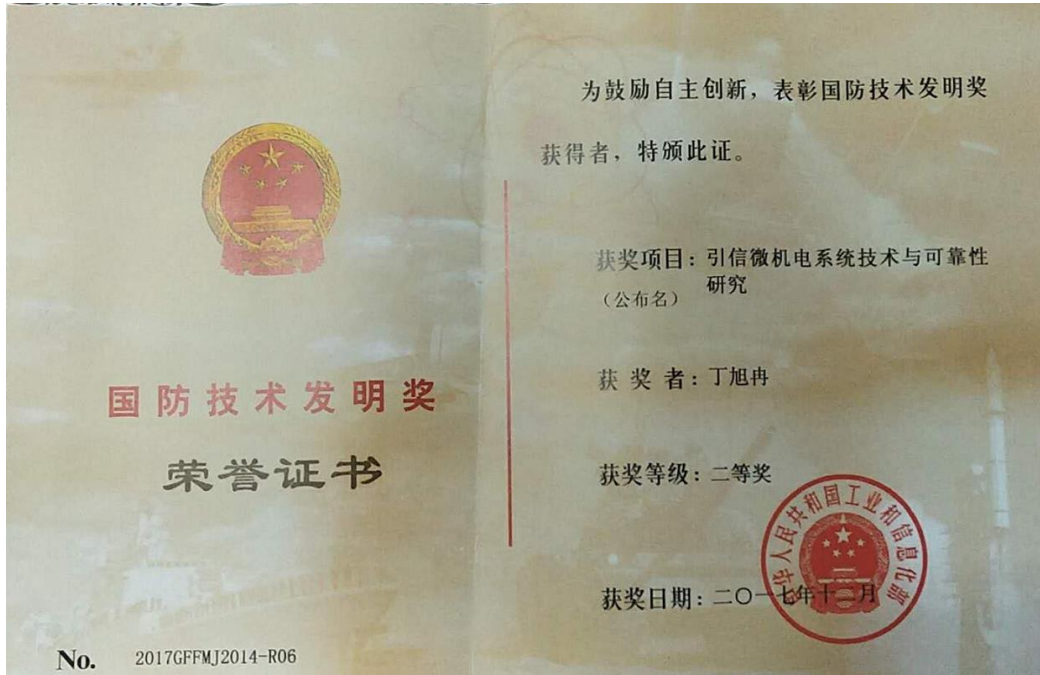 国防技术发明奖
荣誉证书
No. 2017GFFMJ2014-R06
为鼓励自主创新，表彰国防技术发明奖
获得者，特颁此证。
获奖项目：引信微机电系统技术与可靠性
（公布名） 研究
获 奖 者：丁旭冉
获奖等级：二等奖
获奖日期：二〇一七年十二月
中华人民共和国工业和信息化部